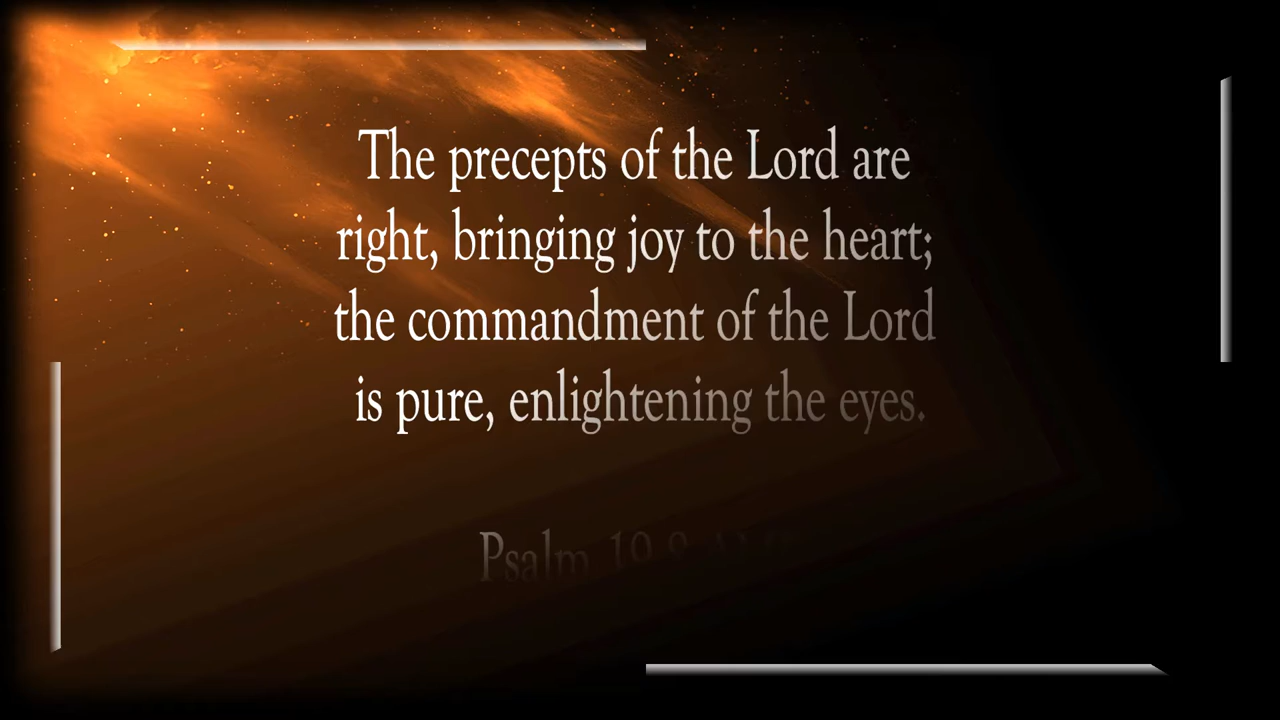 The precepts of the Lord are
right, bringing joy to the heart;
the commandment of the Lord
is pure, enlightening the eyes.
Psalm 19